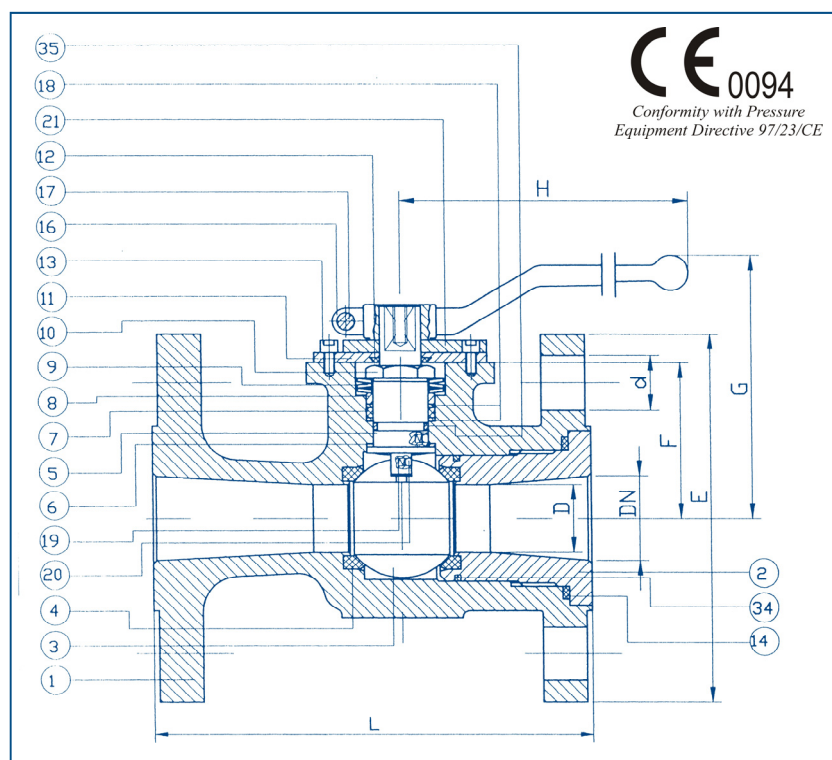 35
18
CE 0094
Conformity with Pressure
Equipment Directive 97/23/CE
21
12
17
H
16
13
11
10
9
8
7
5
6
19
20
4
3
1
d
G
F
E
DN
D
2
34
14
L